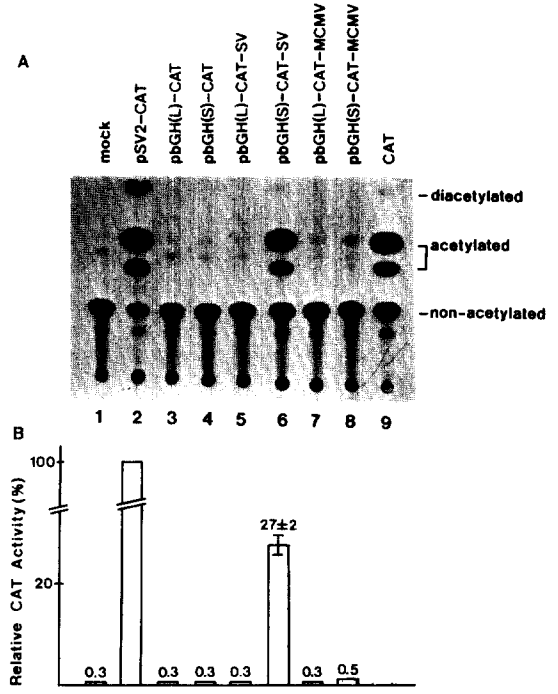 A
mock
pSV2-CAT
pbGH(L)-CAT
pbGH(S)-CAT
pbGH(L)-CAT-SV
pbGH(S)-CAT-SV
pbGH(L)-CAT-MCMV
pbGH(S)-CAT-MCMV
CAT
-diacetylated
acetylated
-non-acetylated
1 2 3 4 5 6 7 8 9
B
Relative CAT Activity (%)
100
20
0.3
0.3
0.3
0.3
27±2
0.3
0.5